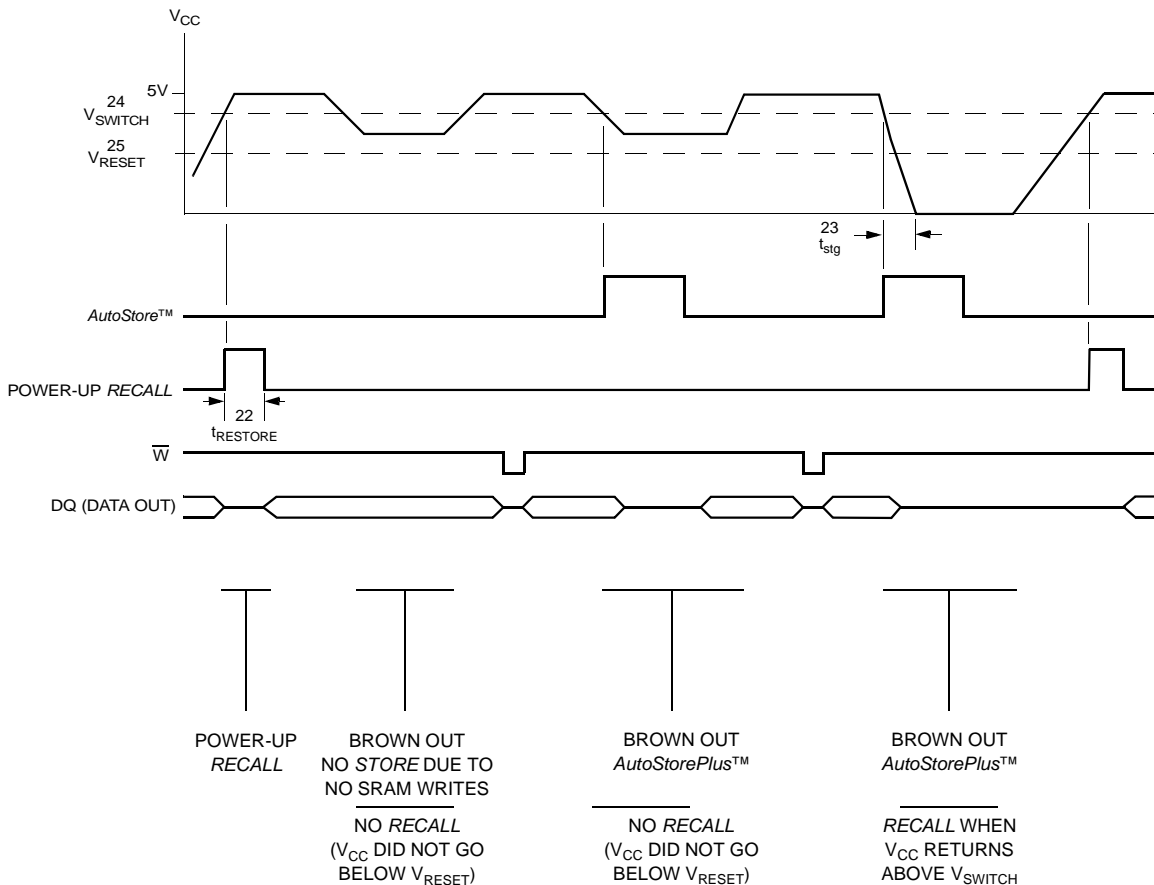 VCC
5V
24
VSWITCH
25
VRESET
23
tstg
AutoStore™
POWER-UP RECALL
22
tRESTORE
W
DQ (DATA OUT)
POWER-UP
RECALL
BROWN OUT
NO STORE DUE TO
NO SRAM WRITES
NO RECALL
(VCC DID NOT GO
BELOW VRESET)
BROWN OUT
AutoStorePlus™
NO RECALL
(VCC DID NOT GO
BELOW VRESET)
BROWN OUT
AutoStorePlus™
RECALL WHEN
VCC RETURNS
ABOVE VSWITCH